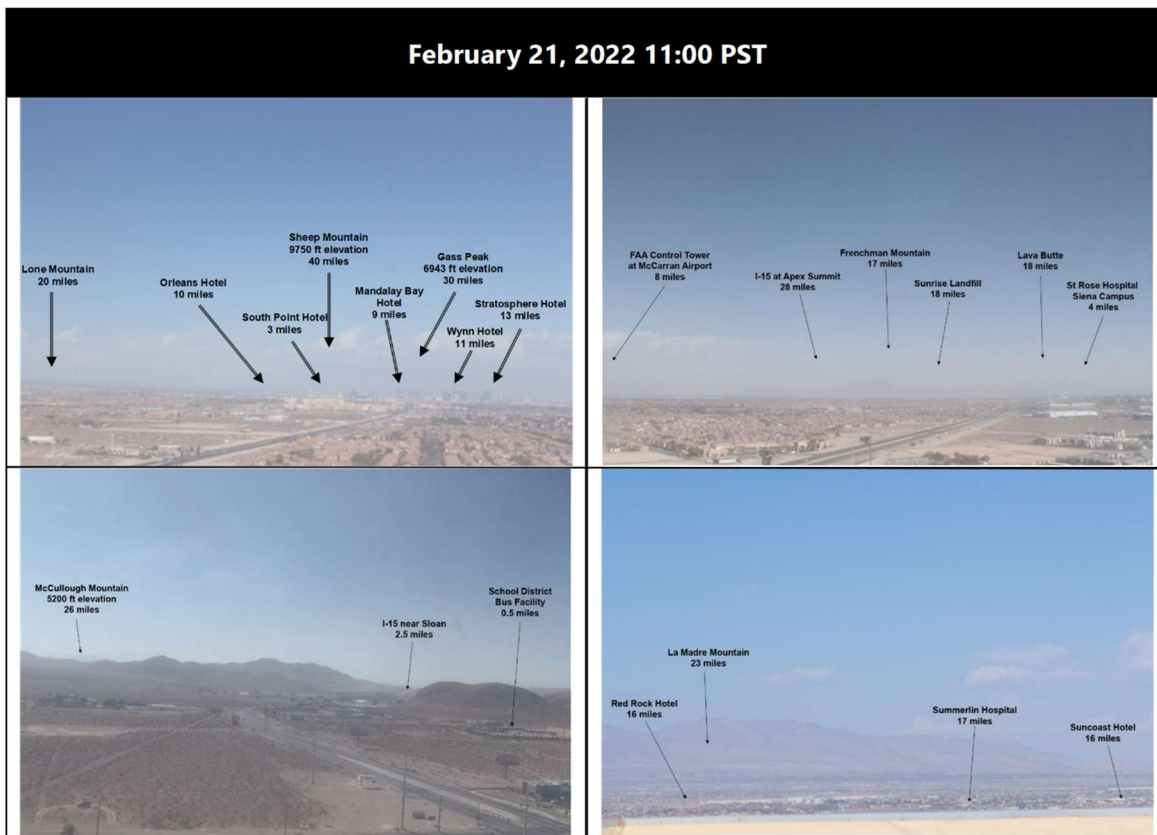 February 21, 2022 11:00 PST
Lone Mountain
20 miles
Orleans Hotel
10 miles
South Point Hotel
3 miles
Sheep Mountain
9750 ft elevation
40 miles
Mandalay Bay
Hotel
9 miles
Gass Peak
6943 ft elevation
30 miles
Wynn Hotel
11 miles
Stratosphere Hotel
13 miles
FAA Control Tower
at McCarran Airport
8 miles
I-15 at Apex Summit
28 miles
Frenchman Mountain
17 miles
Sunrise Landfill
18 miles
Lava Butte
18 miles
St Rose Hospital
Siena Campus
4 miles
McCullough Mountain
5200 ft elevation
26 miles
I-15 near Sloan
2.5 miles
School District
Bus Facility
0.5 miles
Red Rock Hotel
16 miles
La Madre Mountain
23 miles
Summerlin Hospital
17 miles
Suncoast Hotel
16 miles